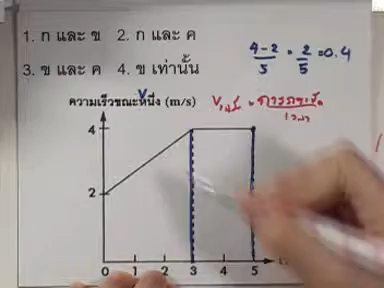 1. ก และ ข 2. ก และ ค
3. ข และ ค 4. ข เท่านั้น
4-2/5 = 2/5 = 0.4
ความเร็วขณะหนึ่ง (m/s)
V
4
2
0 1 2 3 4 5